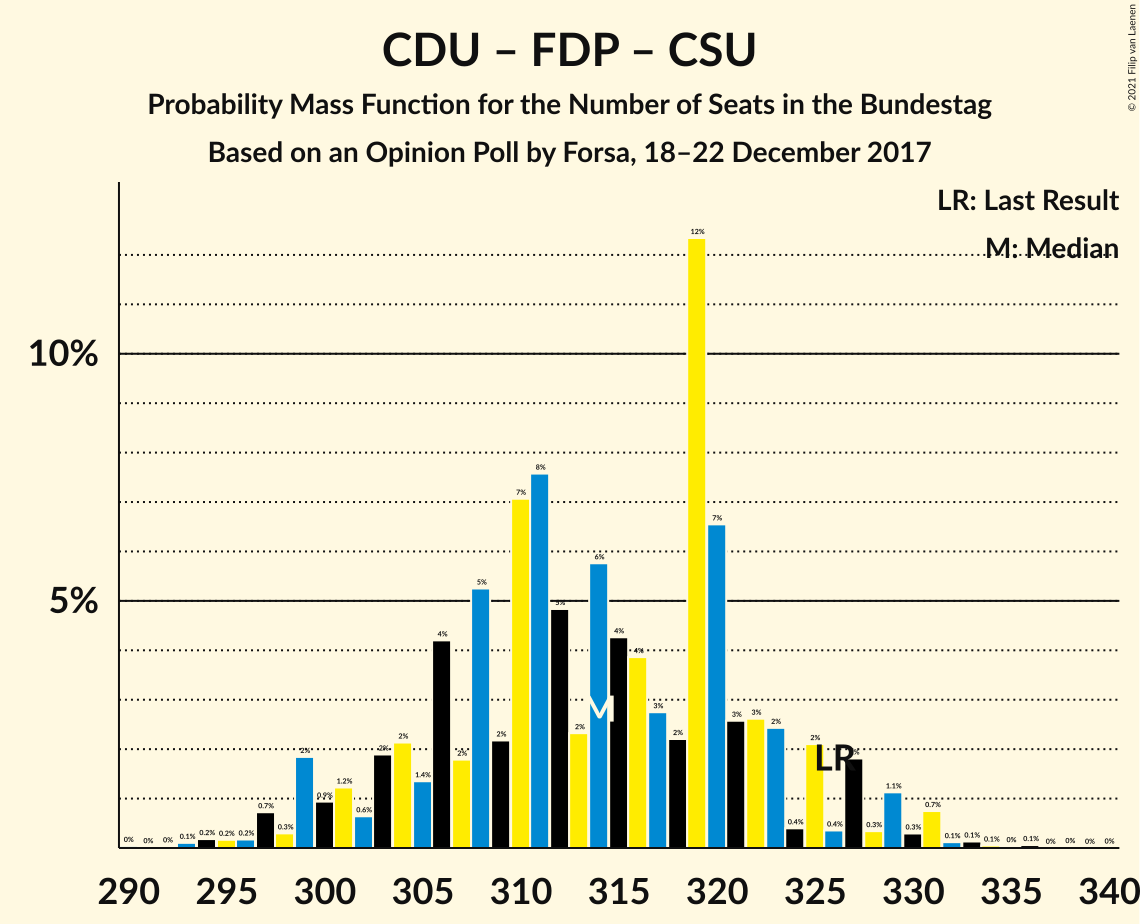 CDU – FDP – CSU
Probability Mass Function for the Number of Seats in the Bundestag
Based on an Opinion Poll by Forsa, 18–22 December 2017
© 2021 Filip van Laenen
LR: Last Result
M: Median
10%
5%
0% 0% 0% 0.1% 0.2% 0.2% 0.2% 0.7% 0.3% 2% 0.9% 1.2% 0.6% 2% 2% 1.4% 4% 2% 5% 2% 7% 8% 5% 2% 6% 4% 4% 3% 2% 12% 7% 3% 3% 2% 0.4% 2% 0.4% 2% 0.3% 1.1% 0.3% 0.7% 0.1% 0.1% 0.1% 0% 0.1% 0% 0% 0% 0%
M
LR
290 295 300 305 310 315 320 325 330 335 340